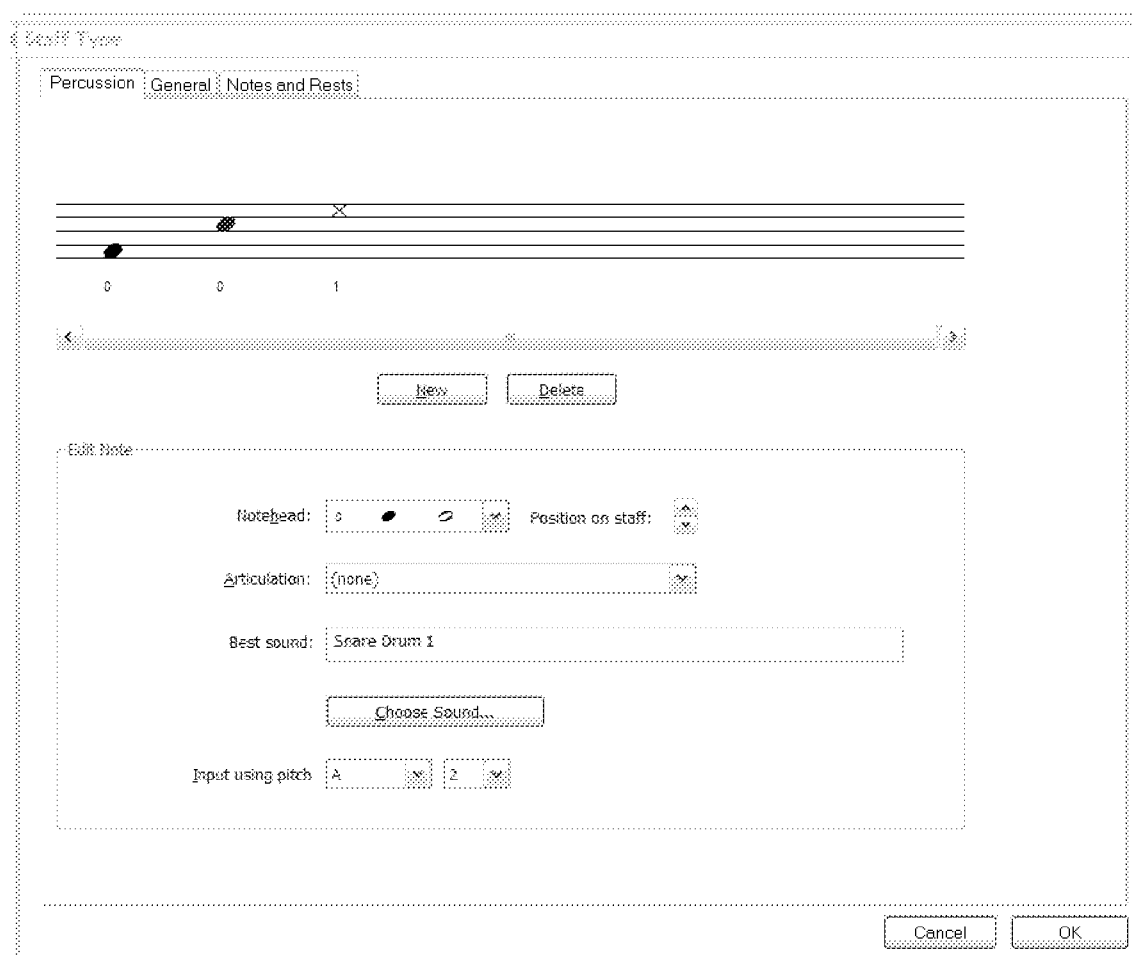 Staff Type
Percussion General Notes and Rests
0 0 1
New Delete
Edit Note
Notehead: 0 Position on staff:
Articulation: (none)
Best sound: Snare Drum 1
Choose Sound...
Input using pitch A 2
Cancel OK